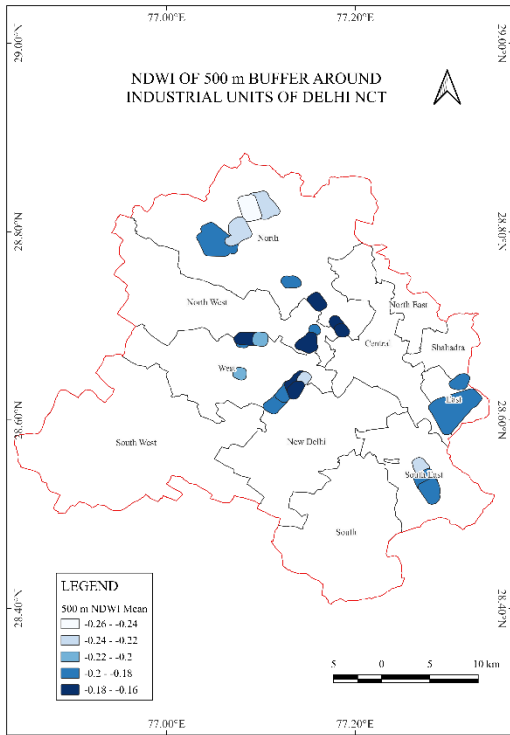 77.00°E 77.20°E
29.00°N 29.00°N
NDWI OF 500 m BUFFER AROUND
INDUSTRIAL UNITS OF DELHI NCT
28.80°N 28.80°N
North
North West
North East
Central
Shahadra
West
East
28.60°N 28.60°N
South West
New Delhi
South East
South
LEGEND
500 m NDWI Mean
-0.26 - -0.24
-0.24 - -0.22
-0.22 - -0.2
-0.2 - -0.18
-0.18 - -0.16
28.40°N 28.40°N
5 0 5 10 km
77.00°E 77.20°E